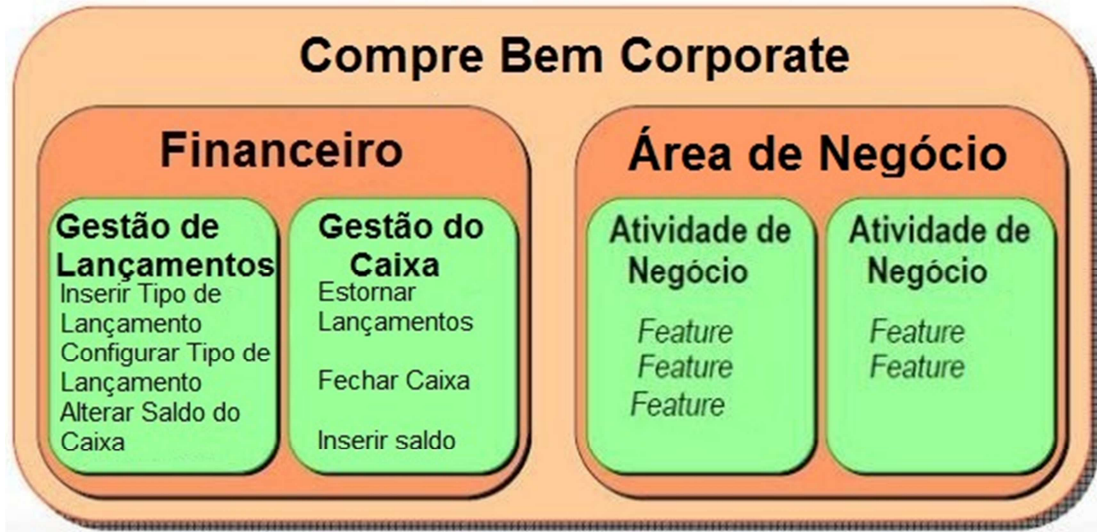 Compre Bem Corporate
Financeiro
Gestão de
Lançamentos
Inserir Tipo de
Lançamento
Configurar Tipo de
Lançamento
Alterar Saldo do
Caixa
Gestão do
Caixa
Estornar
Lançamentos
Fechar Caixa
Inserir saldo
Área de Negócio
Atividade de
Negócio
Feature
Feature
Feature
Atividade de
Negócio
Feature
Feature